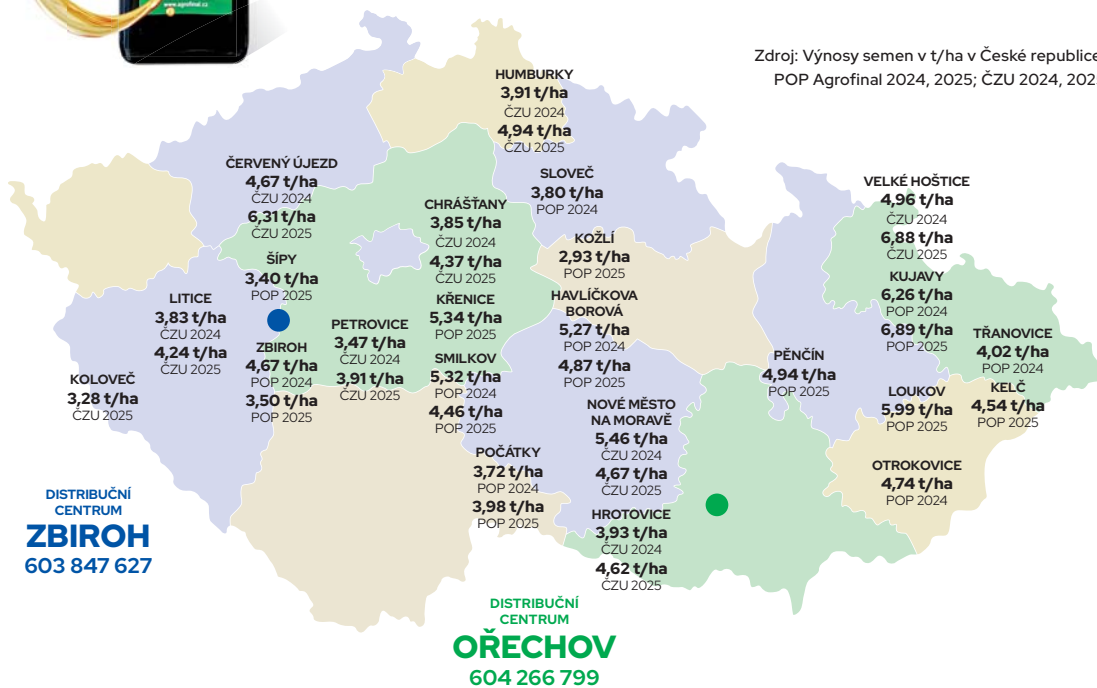 www.agrofinal.cz
Zdroj: Výnosy semen v t/ha v České republice
POP Agrofinal 2024, 2025; ČZU 2024, 202
HUMBURKY
3,91 t/ha
ČZU 2024
4,94 t/ha
ČZU 2025
ČERVENÝ ÚJEZD
4,67 t/ha
ČZU 2024
6,31 t/ha
ČZU 2025
SLOVEČ
3,80 t/ha
POP 2024
VELKÉ HOŠTICE
4,96 t/ha
ČZU 2024
6,88 t/ha
ČZU 2025
CHRÁŠŤANY
3,85 t/ha
ČZU 2024
4,37 t/ha
ČZU 2025
KOŽLÍ
2,93 t/ha
POP 2025
ŠÍPY
3,40 t/ha
POP 2025
KUJAVY
6,26 t/ha
POP 2024
6,89 t/ha
POP 2025
LITICE
3,83 t/ha
ČZU 2024
4,24 t/ha
ČZU 2025
KŘENICE
5,34 t/ha
POP 2025
HAVLÍČKOVA
BOROVÁ
5,27 t/ha
POP 2024
4,87 t/ha
POP 2025
PETROVICE
3,47 t/ha
ČZU 2024
3,91 t/ha
ČZU 2025
TŘANOVICE
4,02 t/ha
POP 2024
ZBIROH
4,67 t/ha
POP 2024
3,50 t/ha
POP 2025
SMILKOV
5,32 t/ha
POP 2024
4,46 t/ha
POP 2025
PĚNČÍN
4,94 t/ha
POP 2025
KOLOVEČ
3,28 t/ha
ČZU 2025
LOUKOV
5,99 t/ha
POP 2025
KELČ
4,54 t/ha
POP 2025
NOVÉ MĚSTO
NA MORAVĚ
5,46 t/ha
ČZU 2024
4,67 t/ha
ČZU 2025
POČÁTKY
3,72 t/ha
POP 2024
3,98 t/ha
POP 2025
OTROKOVICE
4,74 t/ha
POP 2024
HROTOVICE
3,93 t/ha
ČZU 2024
4,62 t/ha
ČZU 2025
DISTRIBUČNÍ
CENTRUM
ZBIROH
603 847 627
DISTRIBUČNÍ
CENTRUM
OŘECHOV
604 266 799